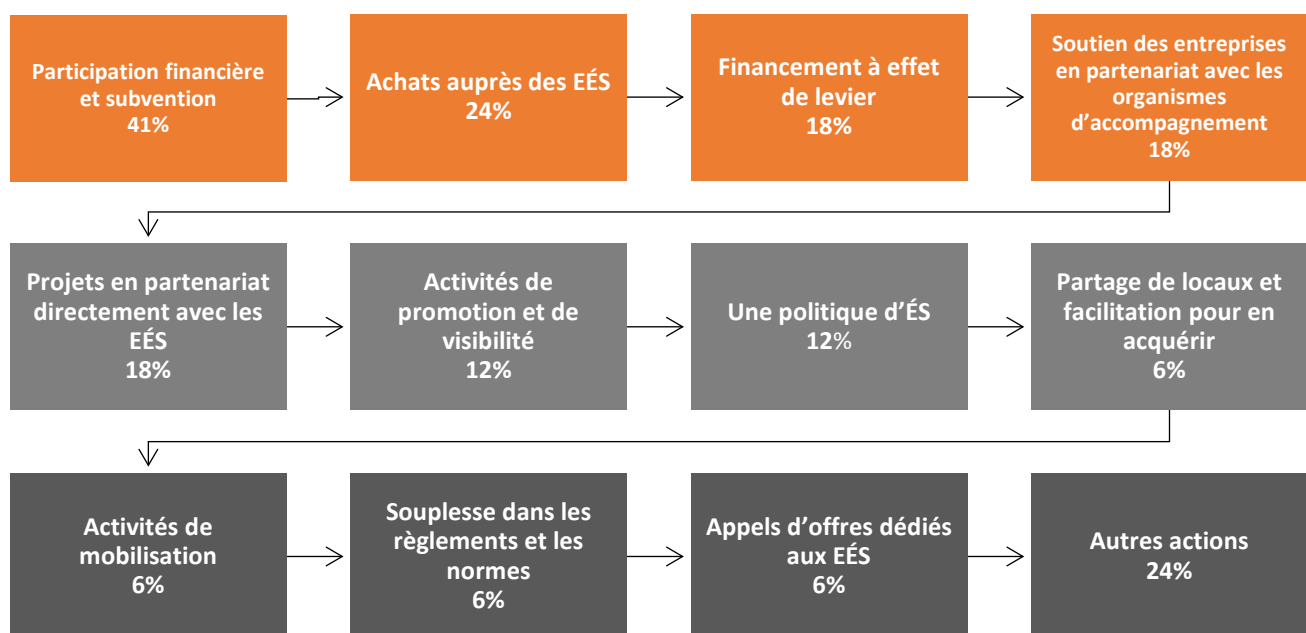 Participation financière
et subvention
41%
Achats auprès des EÉS
24%
Financement à effet
de levier
18%
Soutien des entreprises
en partenariat avec les
organismes
d’accompagnement
18%
Projets en partenariat
directement avec les
EÉS
18%
Activités de
promotion et de
visibilité
12%
Une politique d’ÉS
12%
Partage de locaux et
facilitation pour en
acquérir
6%
Activités de
mobilisation
6%
Souplesse dans les
règlements et les
normes
6%
Appels d’offres dédiés
aux EÉS
6%
Autres actions
24%